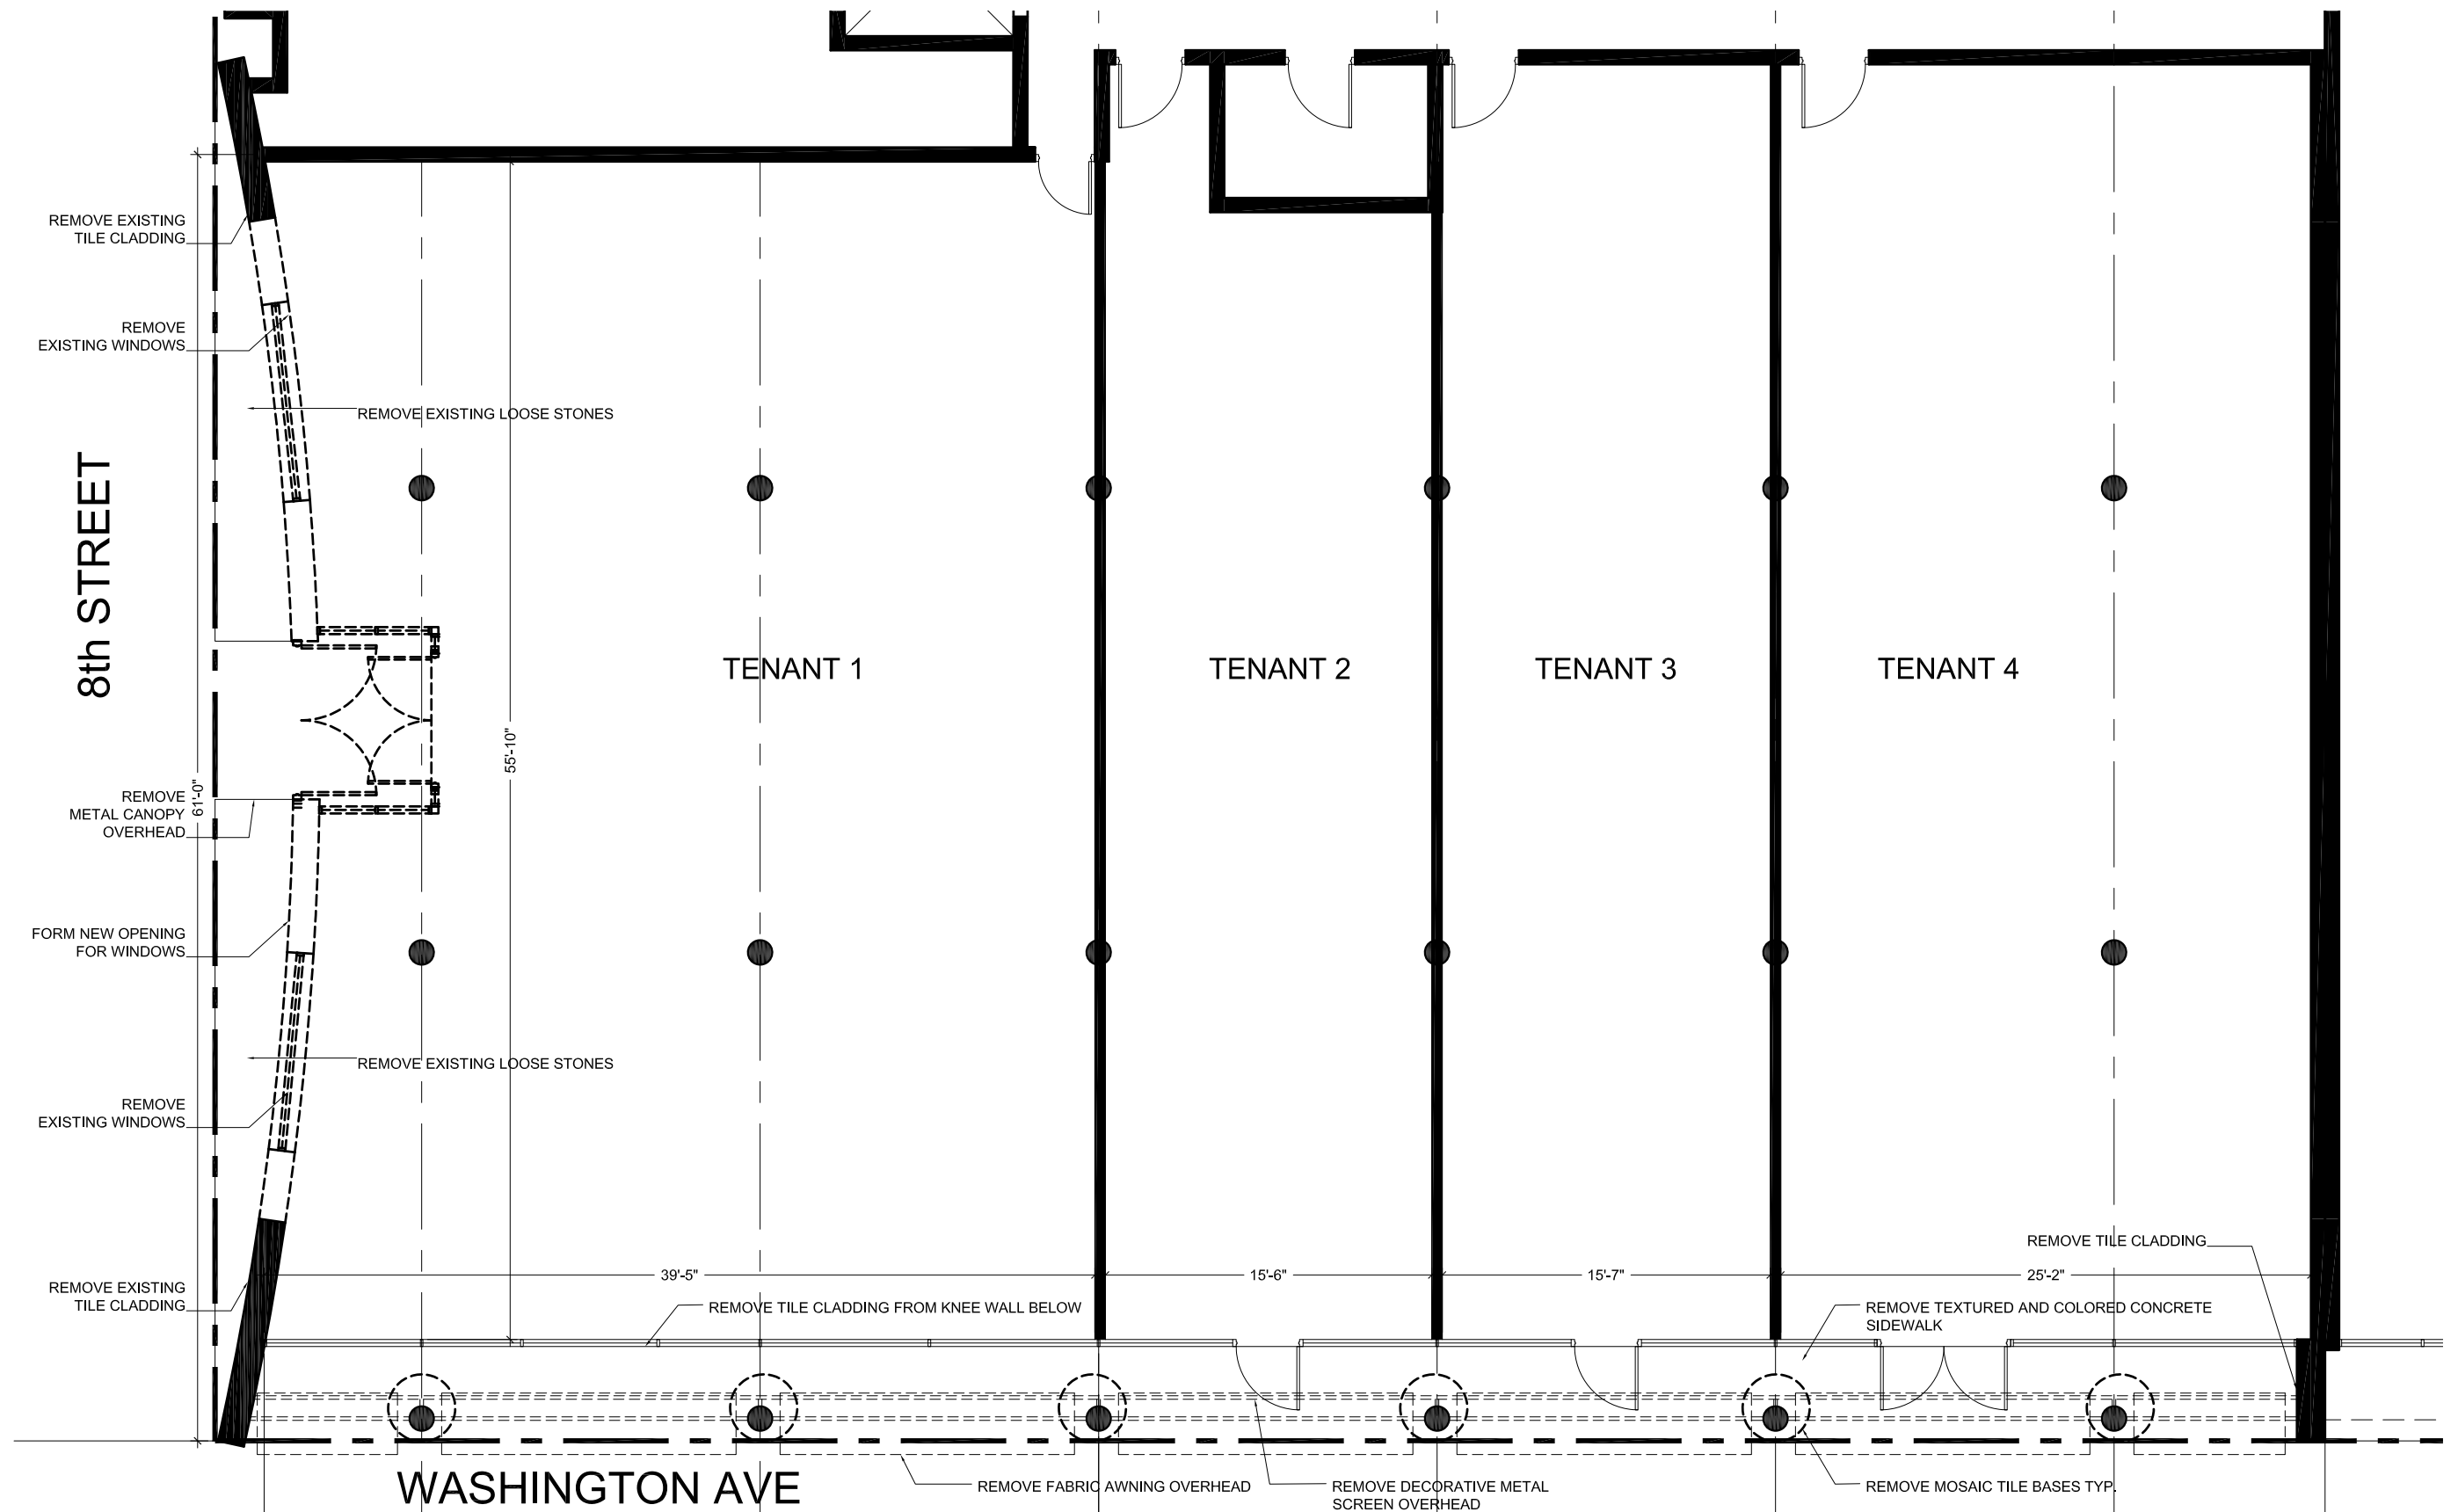 REMOVE EXISTING
TILE CLADDING
REMOVE
EXISTING WINDOWS
REMOVE EXISTING LOOSE STONES
8th STREET
TENANT 1
TENANT 2
TENANT 3
TENANT 4
55'-10"
61'-0"
REMOVE
METAL CANOPY
OVERHEAD
FORM NEW OPENING
FOR WINDOWS
REMOVE EXISTING LOOSE STONES
REMOVE
EXISTING WINDOWS
REMOVE TILE CLADDING
39'-5"
15'-6"
15'-7"
25'-2"
REMOVE EXISTING
TILE CLADDING
REMOVE TILE CLADDING FROM KNEE WALL BELOW
REMOVE TEXTURED AND COLORED CONCRETE
SIDEWALK
WASHINGTON AVE
REMOVE FABRIC AWNING OVERHEAD
REMOVE DECORATIVE METAL
SCREEN OVERHEAD
REMOVE MOSAIC TILE BASES TYP.